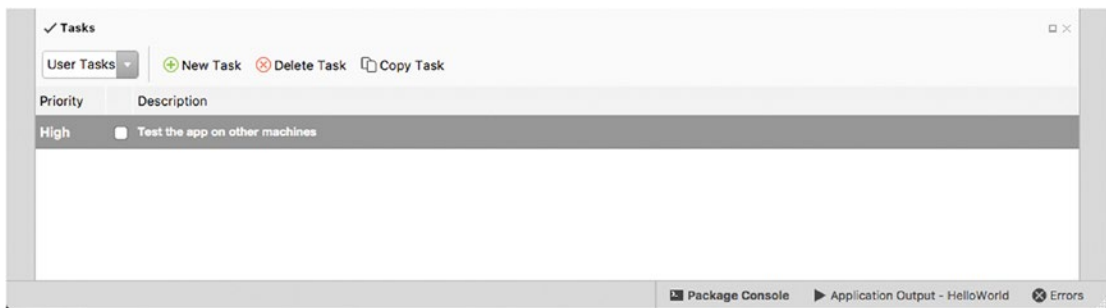 Tasks
User Tasks New Task Delete Task Copy Task
Priority Description
High Test the app on other machines
Package Console Application Output - HelloWorld Errors